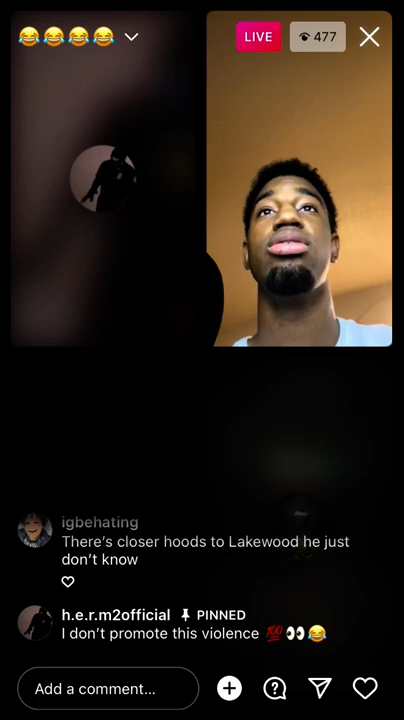 😂😂😂😂
LIVE
477
igbehating
There's closer hoods to Lakewood he just
don't know
h.e.r.m2official PINNED
I don't promote this violence 💯👀😂
Add a comment...